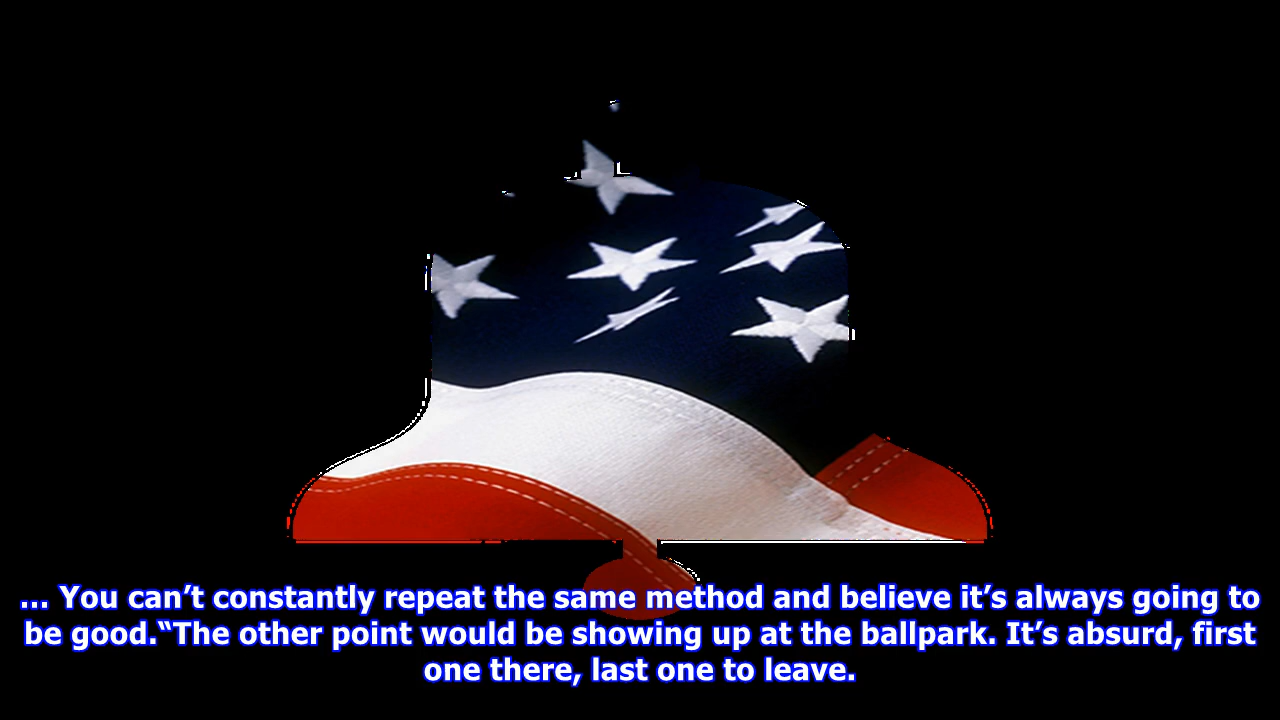 ... You can’t constantly repeat the same method and believe it’s always going to
be good.“The other point would be showing up at the ballpark. It’s absurd, first
one there, last one to leave.